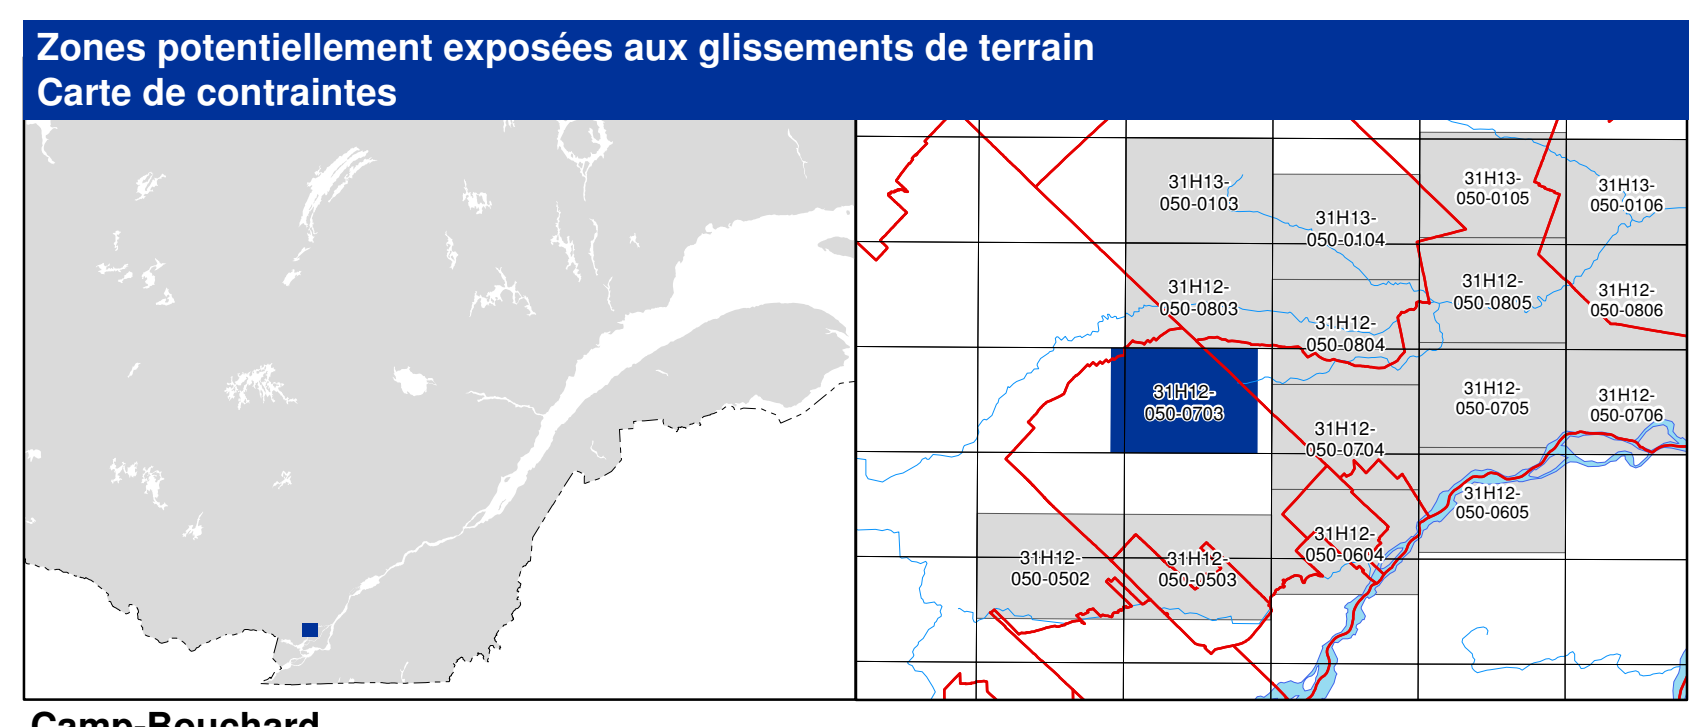 Zones potentiellement exposées aux glissements de terrain
Carte de contraintes
31H13-
050-0103
31H13-
050-0104
31H13-
050-0105
31H13-
050-0106
31H12-
050-0803
31H12-
050-0804
31H12-
050-0805
31H12-
050-0806
31H12-
050-0703
31H12-
050-0704
31H12-
050-0705
31H12-
050-0706
31H12-
050-0605
31H12-
050-0502
31H12-
050-0503
31H12-
050-0604
Camp-Bouchard